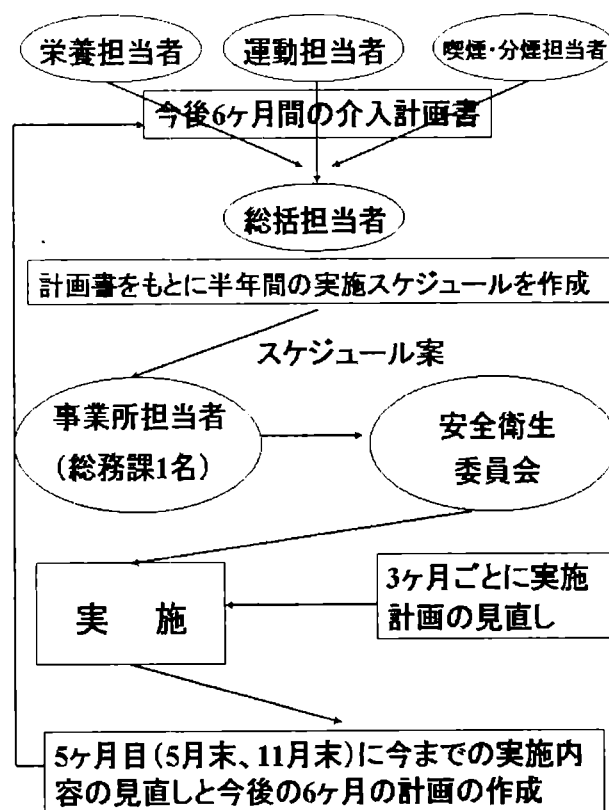 栄養担当者
運動担当者
喫煙・分煙担当者
今後6ヶ月間の介入計画書
総括担当者
計画書をもとに半年間の実施スケジュールを作成
スケジュール案
事業所担当者
(総務課1名)
安全衛生
委員会
3ヶ月ごとに実施
計画の見直し
実 施
5ヶ月目(5月末、11月末)に今までの実施内
容の見直しと今後の6ヶ月の計画の作成